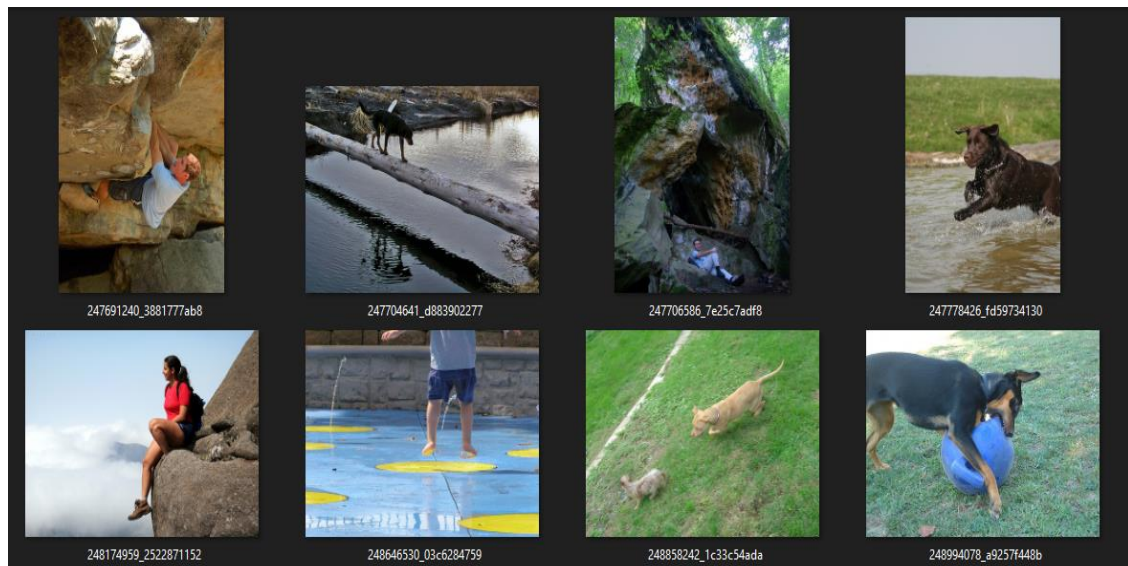 247691240_3881777ab8
247704641_d883902277
247706586_7e25c7adf8
247778426_fd59734130
248174959_2522871152
248646530_03c6284759
248858242_1c33c54ada
248994078_a9257f448b